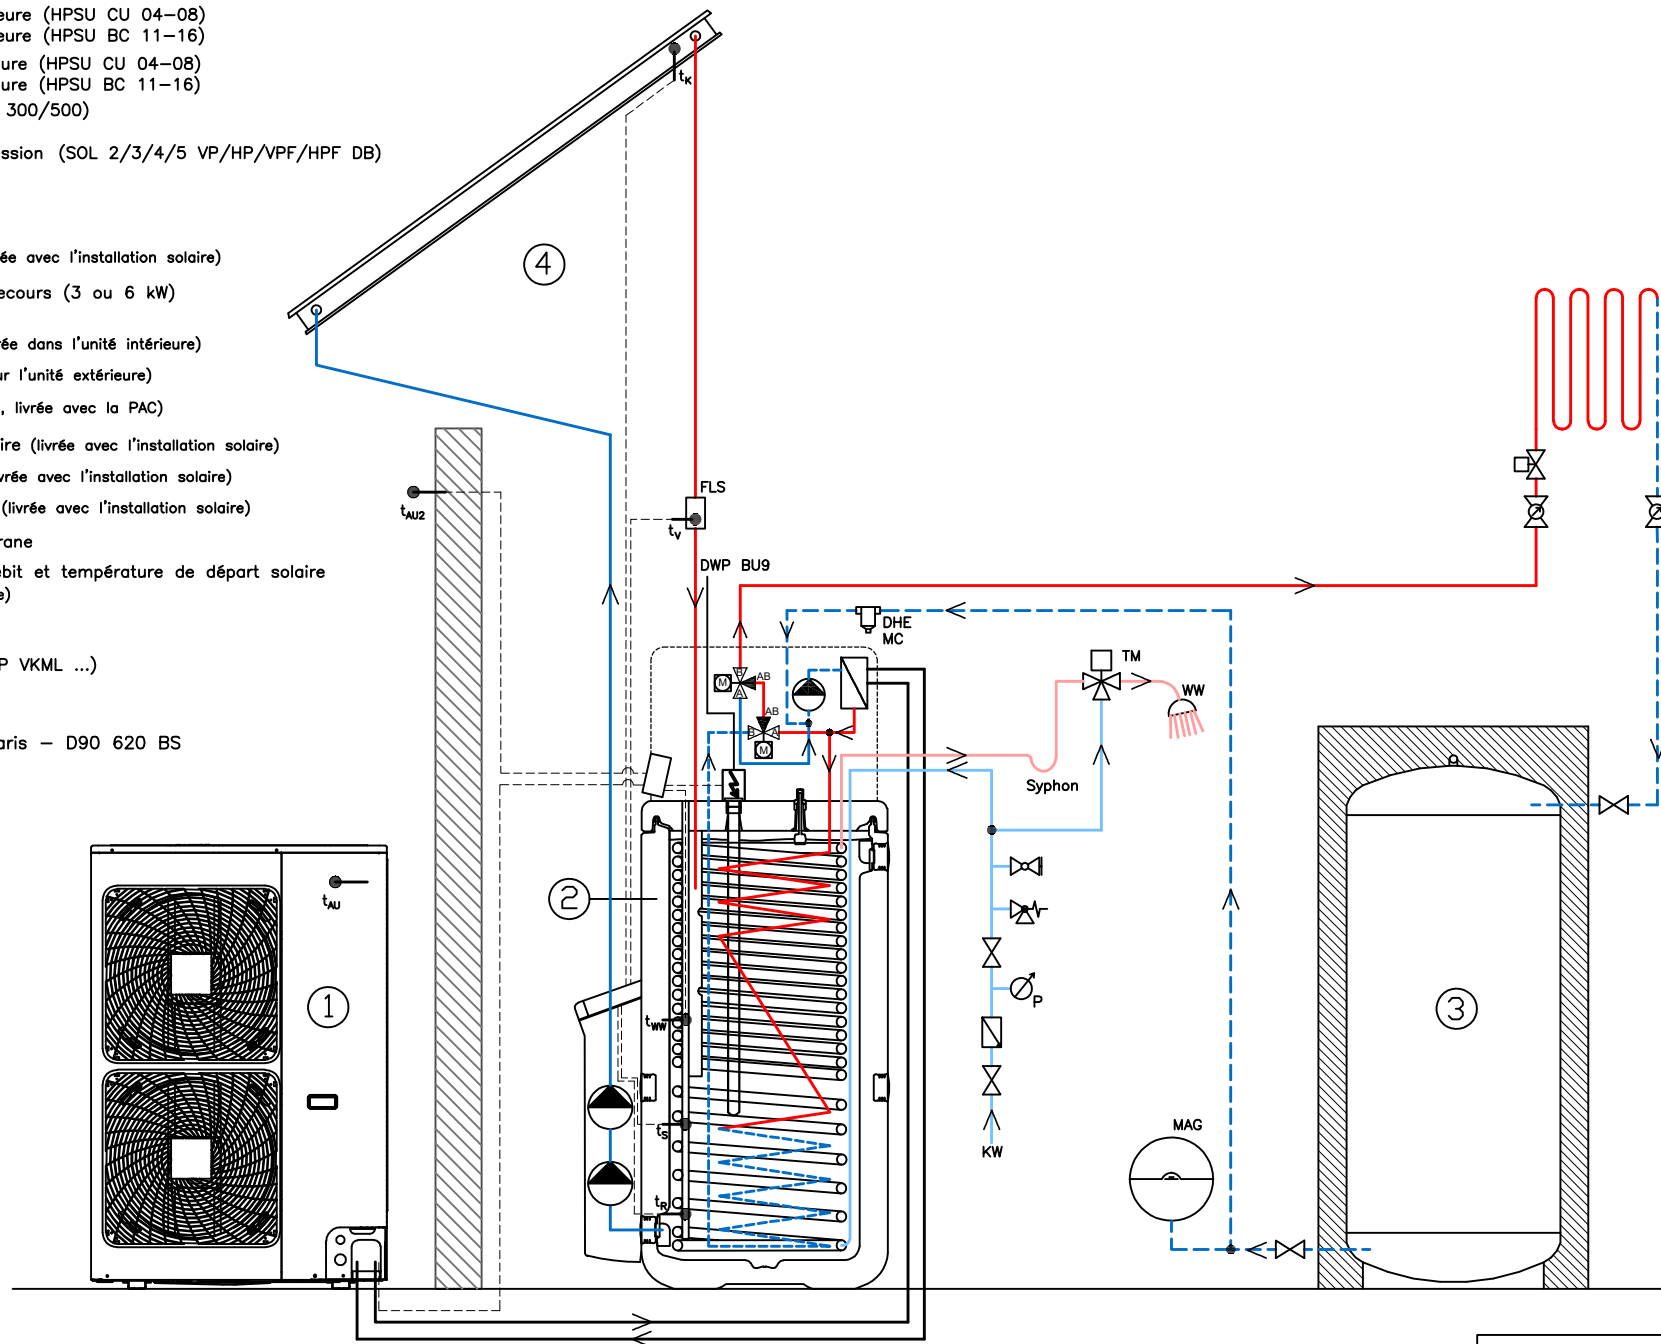 eure (HPSU CU 04-08)
eure (HPSU BC 11-16)
ure (HPSU CU 04-08)
ure (HPSU BC 11-16)
300/500)
ession (SOL 2/3/4/5 VP/HP/VPF/HPF DB)
ée avec l'installation solaire)
ecours (3 ou 6 kW)
rée dans l'unité intérieure)
ur l'unité extérieure)
, livrée avec la PAC)
ire (livrée avec l'installation solaire)
vrée avec l'installation solaire)
(livrée avec l'installation solaire)
rane
ébit et température de départ solaire
e)
P VKML ...)
aris - D90 620 BS
tK
4
tAU2
FLS
tV
DWP BU9
DHE
MC
TM
WW
B
A
AB
M
AB
B
A
M
Syphon
tAU
2
1
tWW
P
3
tS
KW
MAG
tR